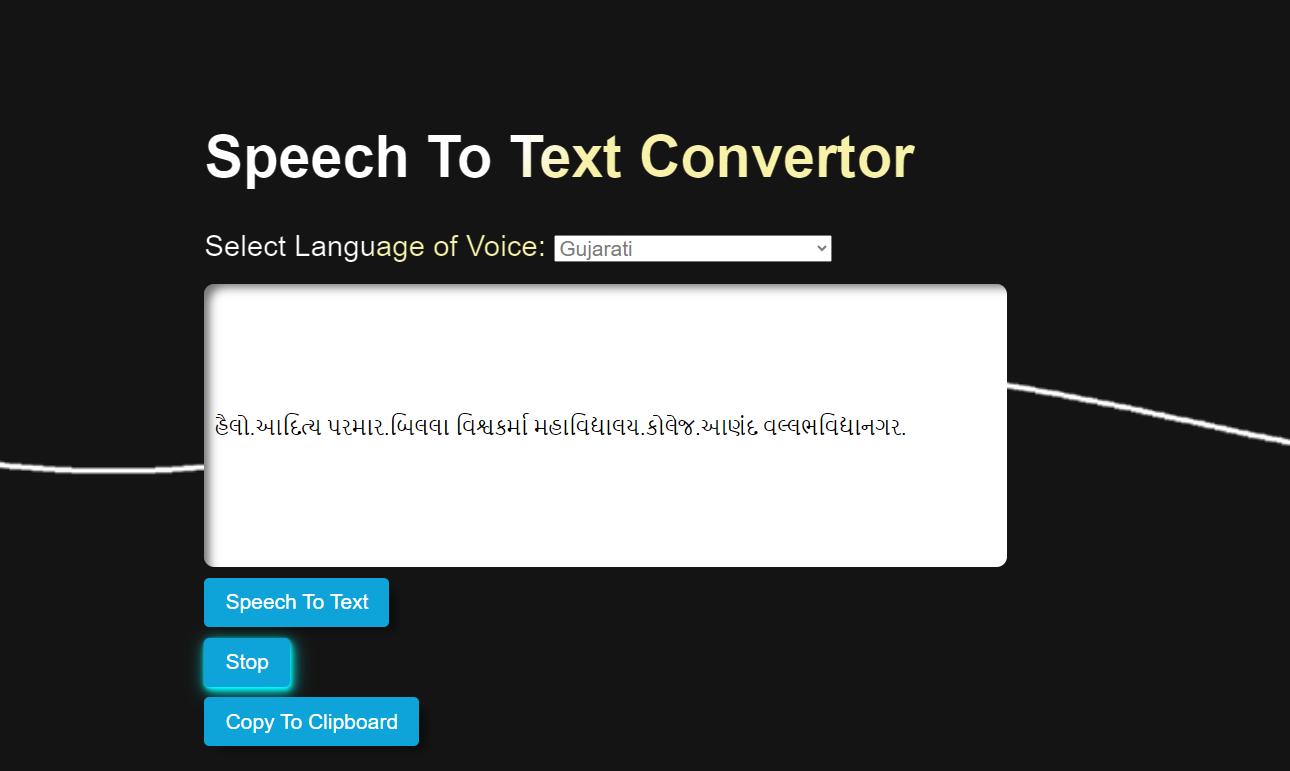 Speech To Text Convertor
Select Language of Voice: Gujarati
હૈલો.આદિત્ય પરમાર.બિલલા વિશ્વકર્મા મહાવિદ્યાલય.કોલેજ.આણંદ વલ્લભવિદ્યાનગર.
Speech To Text
Stop
Copy To Clipboard